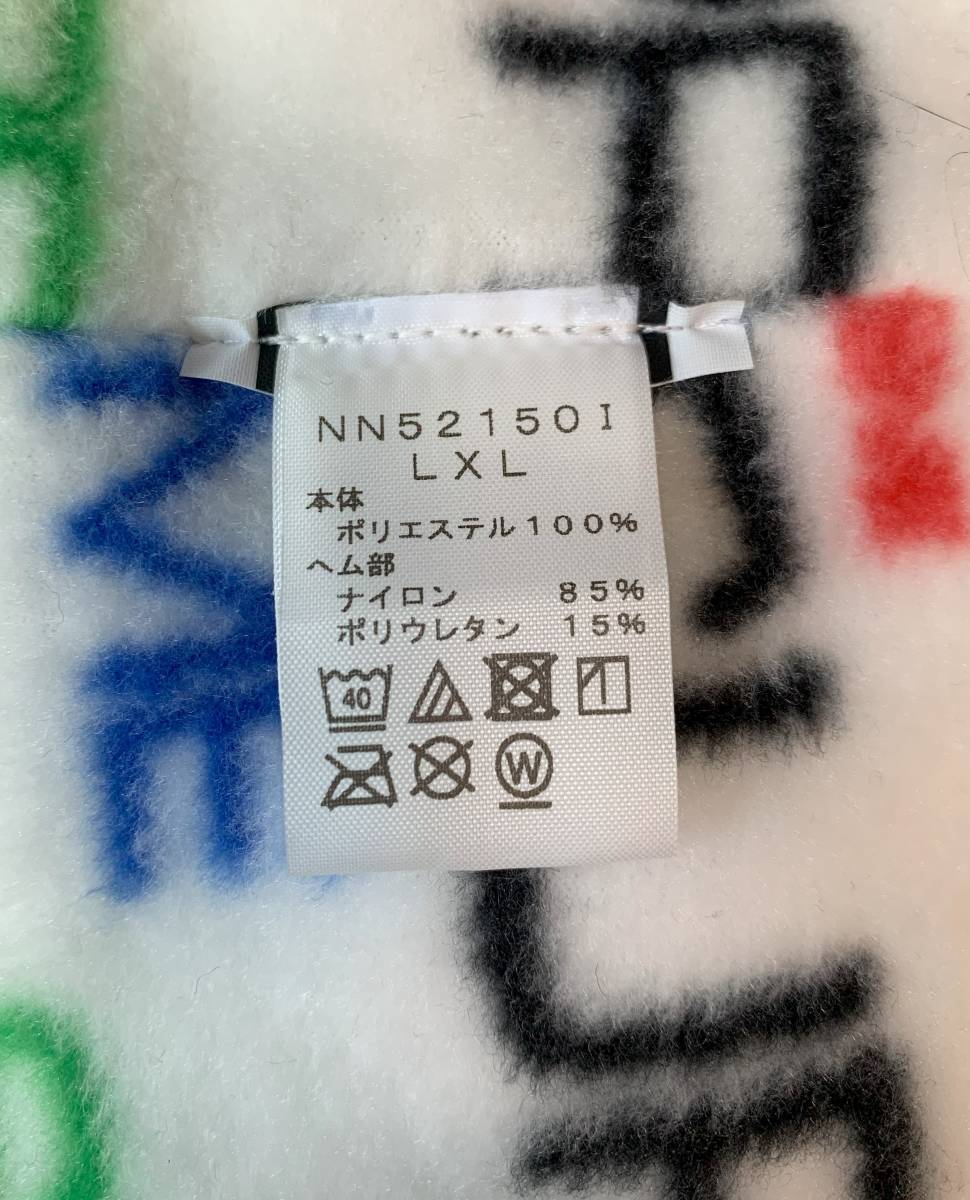 NN52150I
LXL
本体
ポリエステル100%
ヘム部
ナイロン 85%
ポリウレタン 15%
40
W